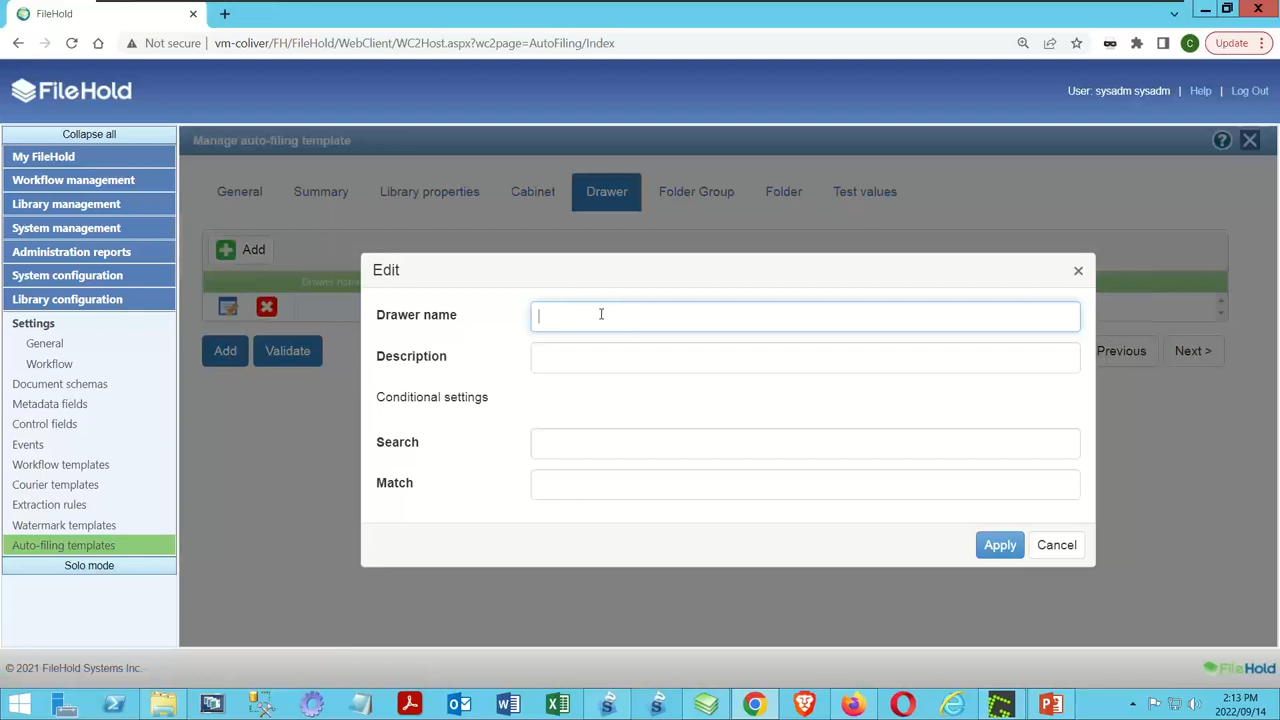 FileHold
Not secure vm-coliver/FH/FileHold/WebClient/WC2Host.aspx?wc2page=AutoFiling/Index
C
Update
FileHold
User: sysadm sysadm | Help | Log Out
Collapse all
My FileHold
Workflow management
Library management
System management
Administration reports
System configuration
Library configuration
Settings
General
Workflow
Document schemas
Metadata fields
Control fields
Events
Workflow templates
Courier templates
Extraction rules
Watermark templates
Auto-filing templates
Solo mode
Manage auto-filing template
General Summary Library properties Cabinet Drawer Folder Group Folder Test values
Add
Add Validate
Previous Next >
Edit
Drawer name
Description
Conditional settings
Search
Match
Apply Cancel
© 2021 FileHold Systems Inc.
FileHold
2:13 PM
2022/09/14